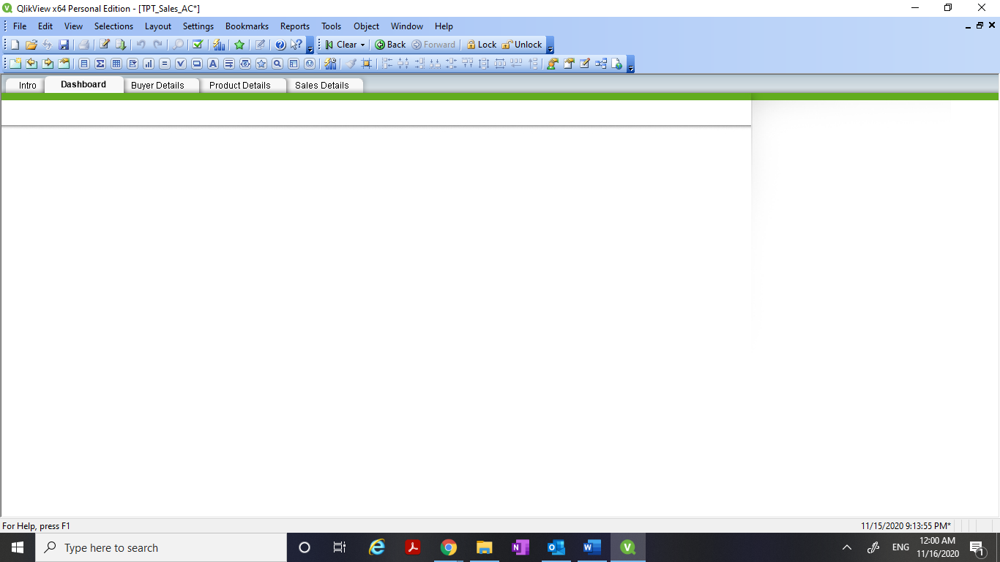 QlikView x64 Personal Edition - [TPT_Sales_AC*]
File Edit View Selections Layout Settings Bookmarks Reports Tools Object Window Help
Clear Back Forward Lock Unlock
Intro Dashboard Buyer Details Product Details Sales Details
For Help, press F1 11/15/2020 9:13:55 PM*
Type here to search ENG 12:00 AM
11/16/2020 1